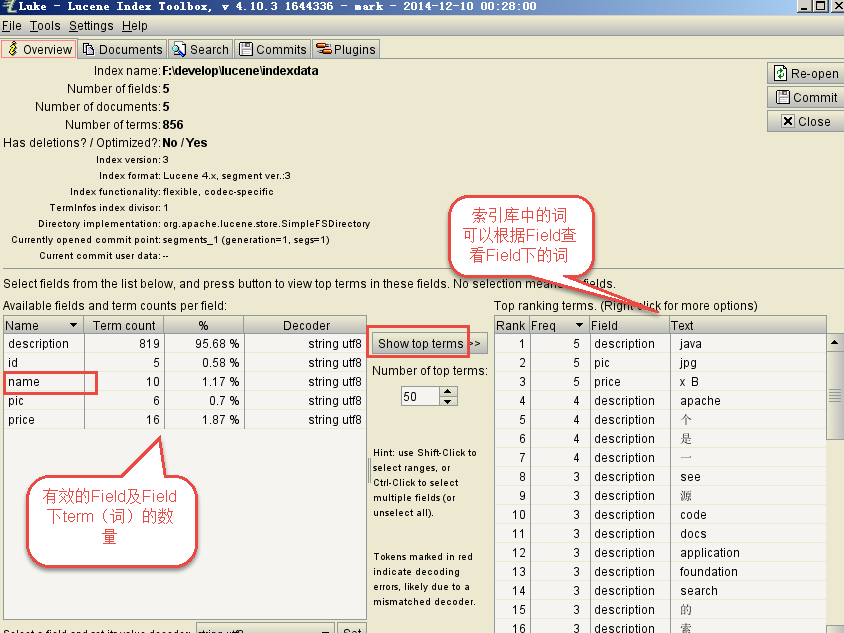 Luke - Lucene Index Toolbox, v 4.10.3 1644336 - mark - 2014-12-10 00:28:00
File Tools Settings Help
Overview Documents Search Commits Plugins
Index name: F:\develop\lucene\indexdata
Number of fields: 5
Number of documents: 5
Number of terms: 856
Has deletions? / Optimized?: No / Yes
Index version: 3
Index format: Lucene 4.x, segment ver.:3
Index functionality: flexible, codec-specific
TermInfos index divisor: 1
Directory implementation: org.apache.lucene.store.SimpleFSDirectory
Currently opened commit point: segments_1 (generation=1, segs=1)
Current commit user data: --
Re-open
Commit
Close
索引库中的词
可以根据Field查
看Field下的词
Select fields from the list below, and press button to view top terms in these fields. No selection means fields.
Available fields and term counts per field:
Name Term count % Decoder
description 819 95.68 % string utf8
id 5 0.58 % string utf8
name 10 1.17 % string utf8
pic 6 0.7 % string utf8
price 16 1.87 % string utf8
有效的Field及Field
下term（词）的数
量
Show top terms >>
Number of top terms:
50
Hint: use Shift-Click to
select ranges, or
Ctrl-Click to select
multiple fields (or
unselect all).
Tokens marked in red
indicate decoding
errors, likely due to a
mismatched decoder.
Top ranking terms. (Right click for more options)
Rank Freq Field Text
1 5 description java
2 5 pic jpg
3 5 price x B
4 4 description apache
5 4 description 个
6 4 description 是
7 4 description 一
8 3 description see
9 3 description 源
10 3 description code
11 3 description docs
12 3 description application
13 3 description foundation
14 3 description search
15 3 description 的
16 3 description 索
Select a field and set its value decoder: string utf8 Set